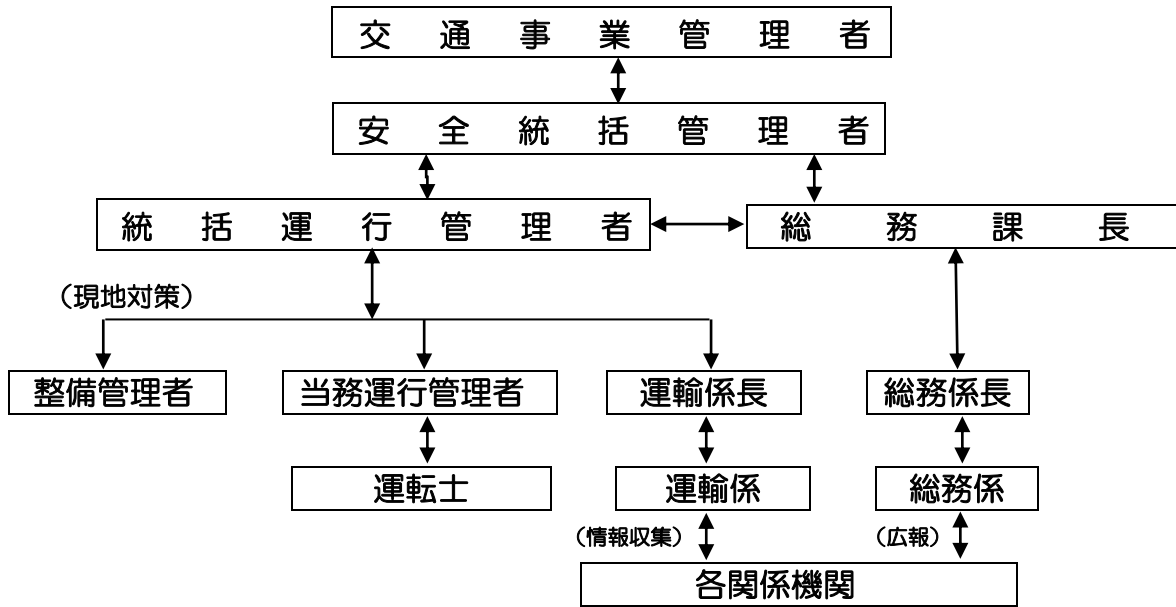 交通事業管理者
安全統括管理者
統括運行管理者
総務課長
（現地対策）
整備管理者
当務運行管理者
運輸係長
総務係長
運転士
運輸係
総務係
（情報収集）
（広報）
各関係機関